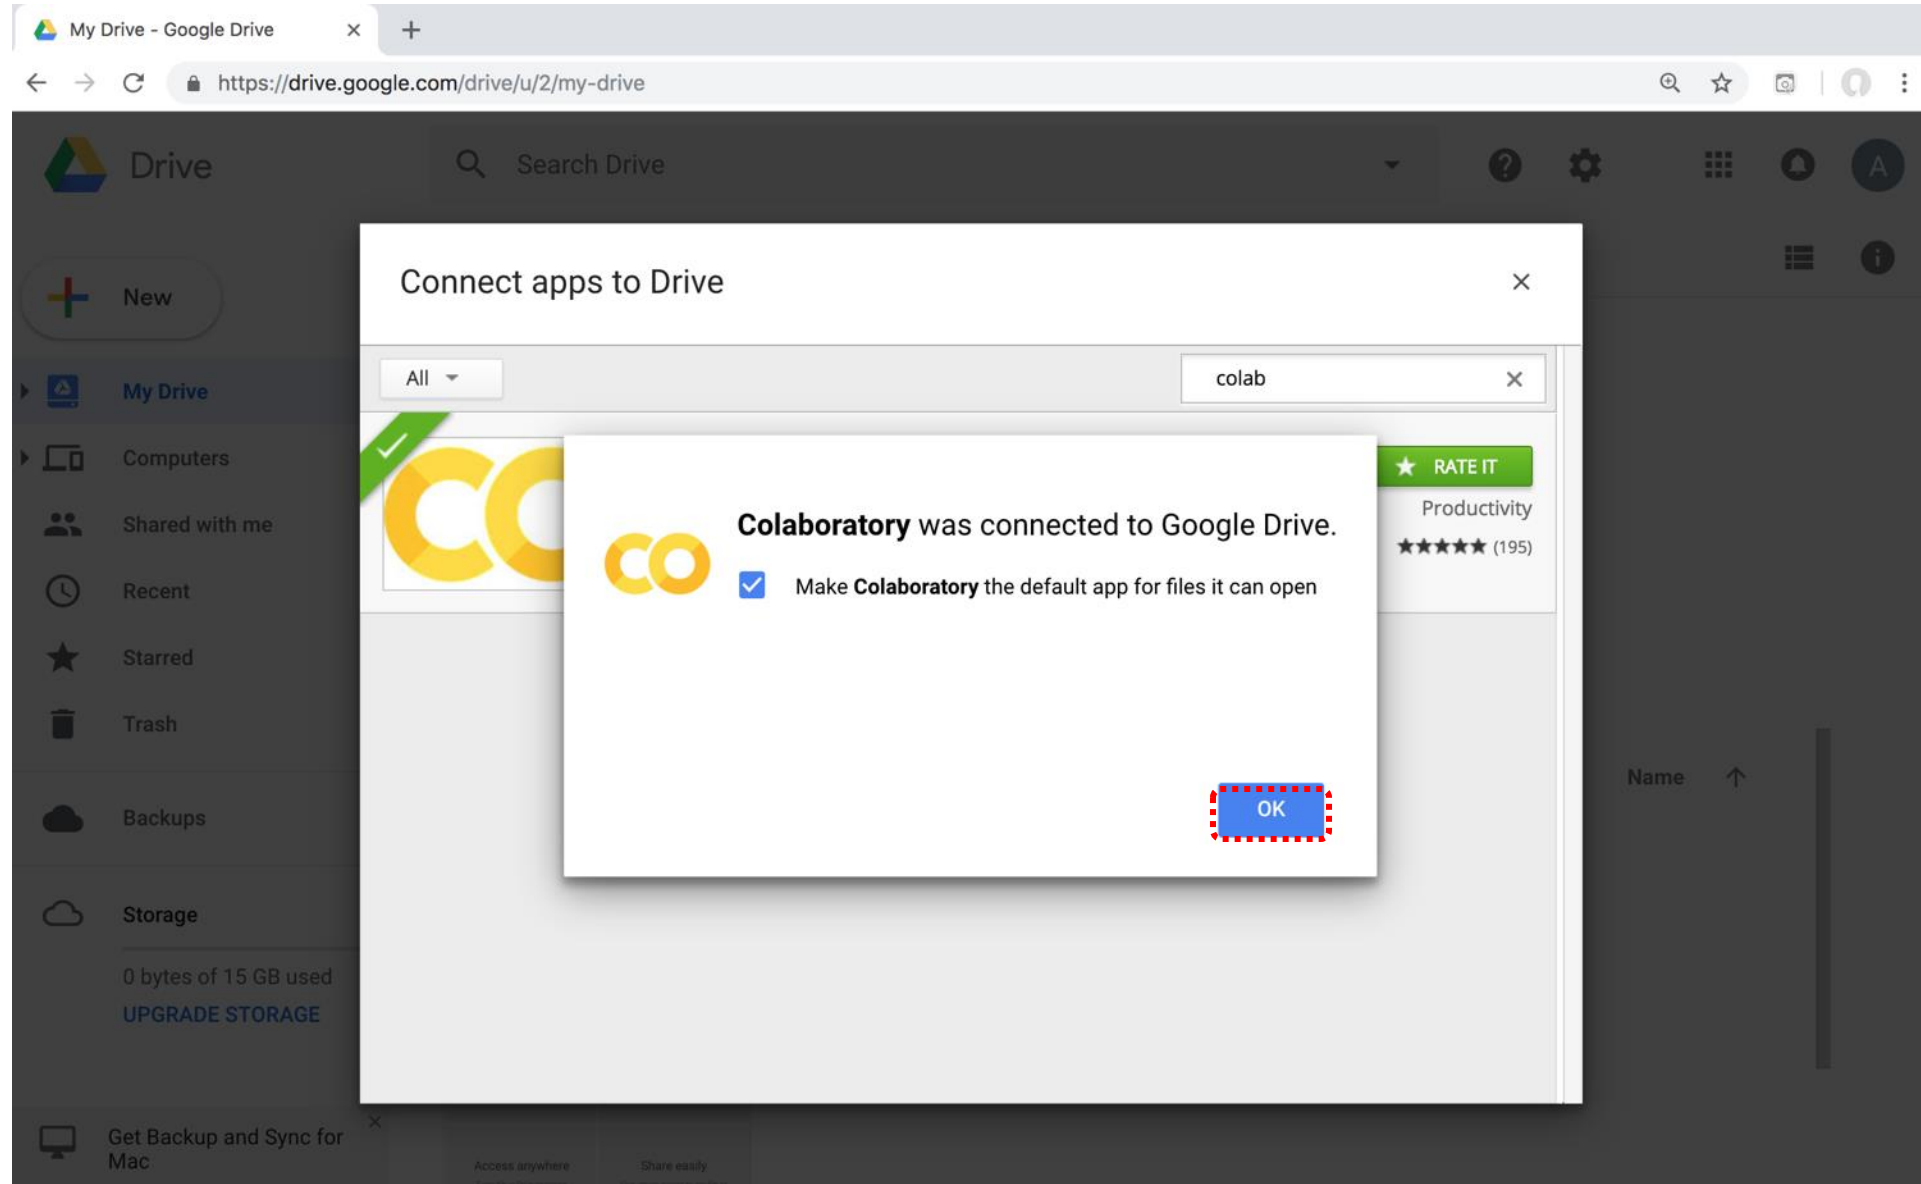 My Drive - Google Drive
https://drive.google.com/drive/u/2/my-drive
Drive
Search Drive
A
New
My Drive
Computers
Shared with me
Recent
Starred
Trash
Backups
Storage
0 bytes of 15 GB used
UPGRADE STORAGE
Get Backup and Sync for
Mac
Connect apps to Drive
All
colab
RATE IT
Productivity
(195)
Colaboratory was connected to Google Drive.
Make Colaboratory the default app for files it can open
OK
Name
Access anywhere
Share easily